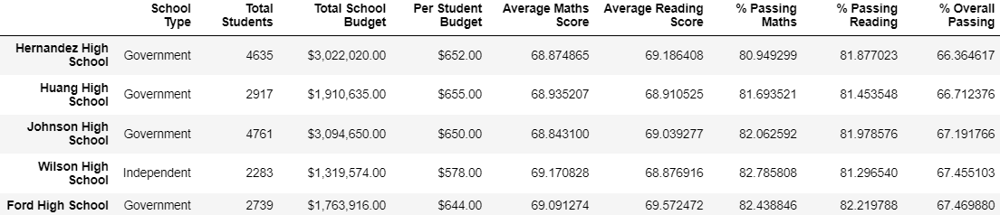 School Type Total Students Total School Budget Per Student Budget Average Maths Score Average Reading Score % Passing Maths % Passing Reading % Overall Passing
Hernandez High School Government 4635 $3,022,020.00 $652.00 68.874865 69.186408 80.949299 81.877023 66.364617
Huang High School Government 2917 $1,910,635.00 $655.00 68.935207 68.910525 81.693521 81.453548 66.712376
Johnson High School Government 4761 $3,094,650.00 $650.00 68.843100 69.039277 82.062592 81.978576 67.191766
Wilson High School Independent 2283 $1,319,574.00 $578.00 69.170828 68.876916 82.785808 81.296540 67.455103
Ford High School Government 2739 $1,763,916.00 $644.00 69.091274 69.572472 82.438846 82.219788 67.469880